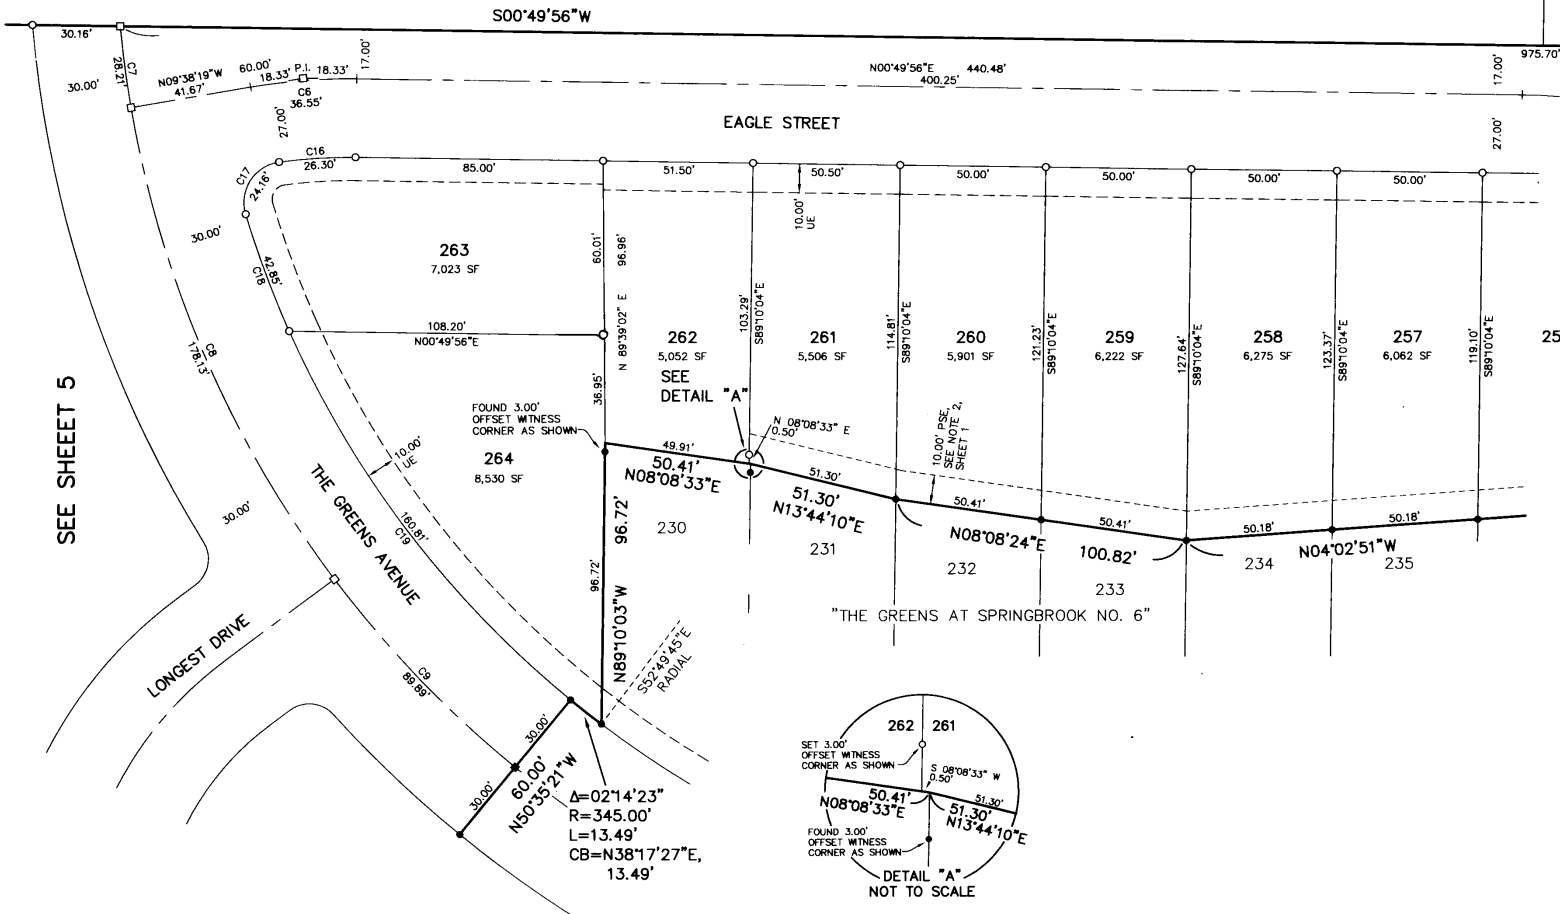 S00°49'56"W
30.16'
C7
28.21'
30.00'
N09°38'19"W
41.67'
60.00'
18.33'
P.I.
18.33'
C6
36.55'
17.00'
27.00'
N00°49'56"E 440.48'
400.25'
17.00'
975.70'
27.00'
EAGLE STREET
C16
26.30'
85.00'
51.50'
50.50'
50.00'
50.00'
50.00'
50.00'
C17
24.16'
10.00'
UE
30.00'
42.85'
C18
263
7,023 SF
60.01'
96.96'
N 89°39'02" E
36.95'
108.20'
N00°49'56"E
262
5,052 SF
103.29'
S89°10'04"E
261
5,506 SF
114.81'
S89°10'04"E
260
5,901 SF
121.23'
S89°10'04"E
259
6,222 SF
127.64'
S89°10'04"E
258
6,275 SF
123.37'
S89°10'04"E
257
6,062 SF
119.10'
S89°10'04"E
25
C8
178.13'
SEE SHEET 5
SEE
DETAIL "A"
FOUND 3.00'
OFFSET WITNESS
CORNER AS SHOWN
N 08°08'33" E
0.50'
10.00' PSE,
SEE NOTE 2,
SHEET 1
10.00'
UE
264
8,530 SF
49.91'
50.41'
N08°08'33"E
51.30'
51.30'
N13°44'10"E
50.41'
N08°08'24"E
50.41'
100.82'
50.18'
50.18'
N04°02'51"W
30.00'
THE GREENS AVENUE
160.81'
C19
96.72'
96.72'
N89°10'03"W
230
231
232
233
234
235
"THE GREENS AT SPRINGBROOK NO. 6"
LONGEST DRIVE
C9
89.89'
S52°49'45"E
RADIAL
30.00'
30.00'
60.00'
N50°35'21"W
Δ=02°14'23"
R=345.00'
L=13.49'
CB=N38°17'27"E,
13.49'
262 261
SET 3.00'
OFFSET WITNESS
CORNER AS SHOWN
S 08°08'33" W
0.50'
50.41'
N08°08'33"E
51.30'
51.30'
N13°44'10"E
FOUND 3.00'
OFFSET WITNESS
CORNER AS SHOWN
DETAIL "A"
NOT TO SCALE